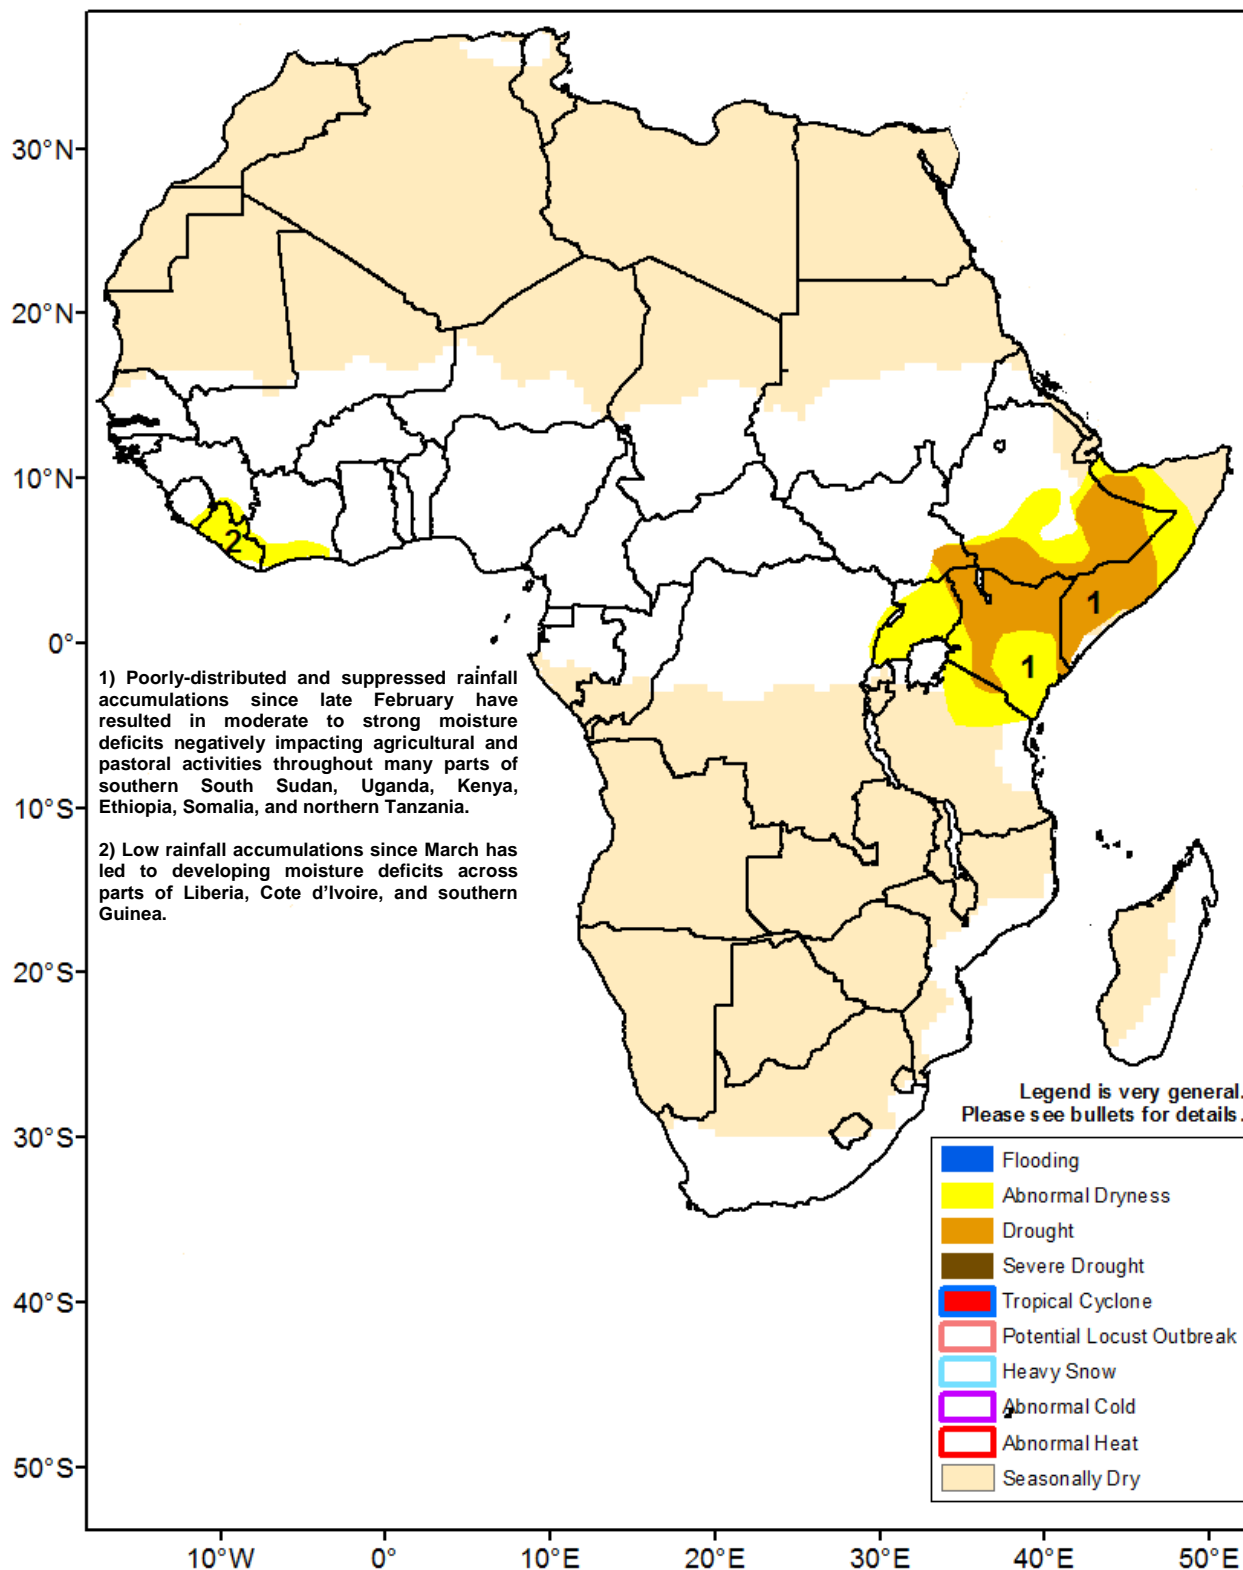 30°N
20°N
10°N
0°
10°S
20°S
30°S
40°S
50°S
2
1
1
1) Poorly-distributed and suppressed rainfall
accumulations since late February have
resulted in moderate to strong moisture
deficits negatively impacting agricultural and
pastoral activities throughout many parts of
southern South Sudan, Uganda, Kenya,
Ethiopia, Somalia, and northern Tanzania.
2) Low rainfall accumulations since March has
led to developing moisture deficits across
parts of Liberia, Cote d'Ivoire, and southern
Guinea.
Legend is very general.
Please see bullets for details.
Flooding
Abnormal Dryness
Drought
Severe Drought
Tropical Cyclone
Potential Locust Outbreak
Heavy Snow
Abnormal Cold
Abnormal Heat
Seasonally Dry
10°W 0° 10°E 20°E 30°E 40°E 50°E